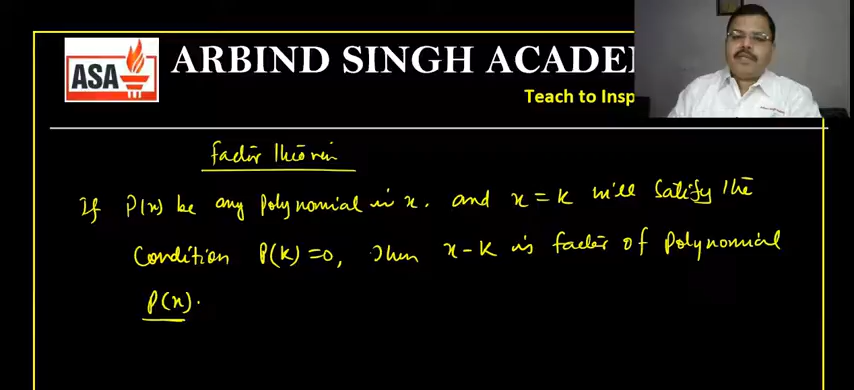 ASA
ARBIND SINGH ACADE
Teach to Insp
Factor Theorem
If P(x) be any polynomial in x. and x = k will satisfy the
Condition P(k) = 0, then x - k is factor of polynomial
P(x).